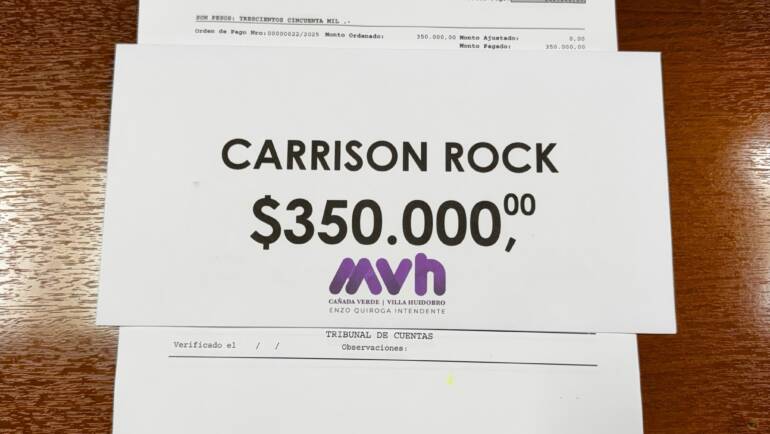 SON PESOS: TRESCIENTOS CINCUENTA MIL .-
Orden de Pago Nro:00000022/2025 Monto Ordenado: 350.000,00 Monto Ajustado: 0,00
Monto Pagado: 350.000,00
CARRISON ROCK
$350.000,00
mvh
CAÑADA VERDE | VILLA HUIDOBRO
ENZO QUIROGA INTENDENTE
TRIBUNAL DE CUENTAS
Verificado el / / Observaciones: